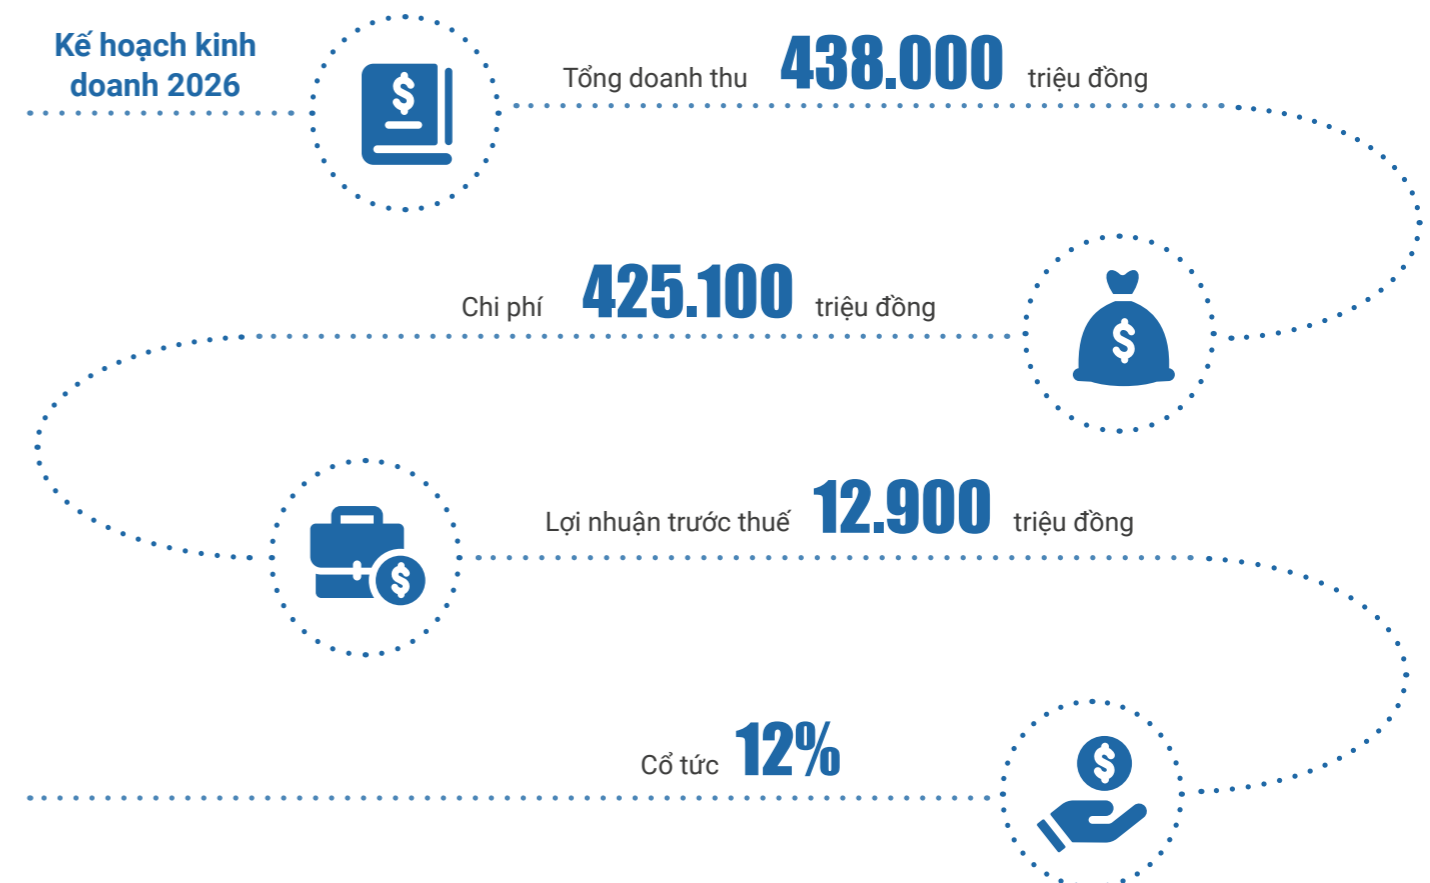 Kế hoạch kinh
doanh 2026
Tổng doanh thu 438.000 triệu đồng
Chi phí 425.100 triệu đồng
Lợi nhuận trước thuế 12.900 triệu đồng
Cổ tức 12%